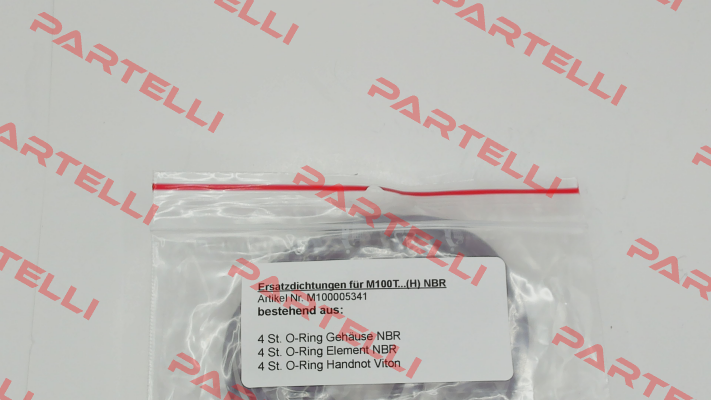 Ersatzdichtungen für M100T...(H) NBR
Artikel Nr. M100005341
bestehend aus:
4 St. O-Ring Gehäuse NBR
4 St. O-Ring Element NBR
4 St. O-Ring Handnot Viton
PARTELLI
PARTELLI
PARTELLI
PARTELLI
PARTELLI
PARTELLI
PARTELLI
PARTELLI
PARTELLI